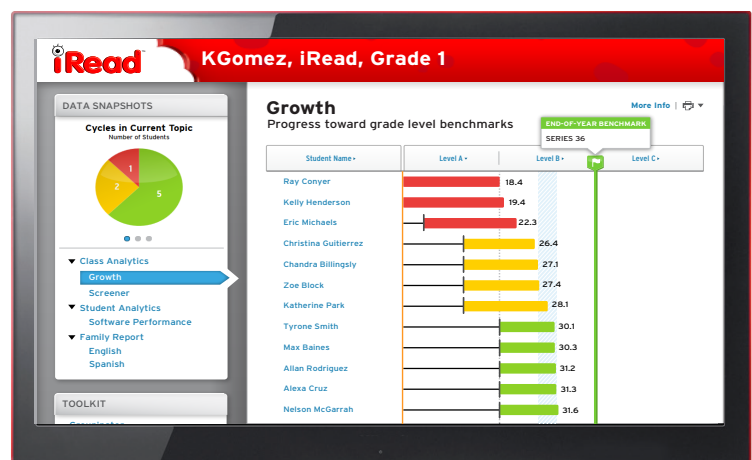 iRead
KGomez, iRead, Grade 1
DATA SNAPSHOTS
Cycles in Current Topic
Number of Students
1
2
5
Class Analytics
Growth
Screener
Student Analytics
Software Performance
Family Report
English
Spanish
TOOLKIT
Growth
More Info |
Progress toward grade level benchmarks
END-OF-YEAR BENCHMARK
SERIES 36
Student Name Level A Level B Level C
Ray Conyer 18.4
Kelly Henderson 19.4
Eric Michaels 22.3
Christina Guitierrez 26.4
Chandra Billingsly 27.1
Zoe Block 27.4
Katherine Park 28.1
Tyrone Smith 30.1
Max Baines 30.3
Allan Rodriquez 31.2
Alexa Cruz 31.3
Nelson McGarrah 31.6